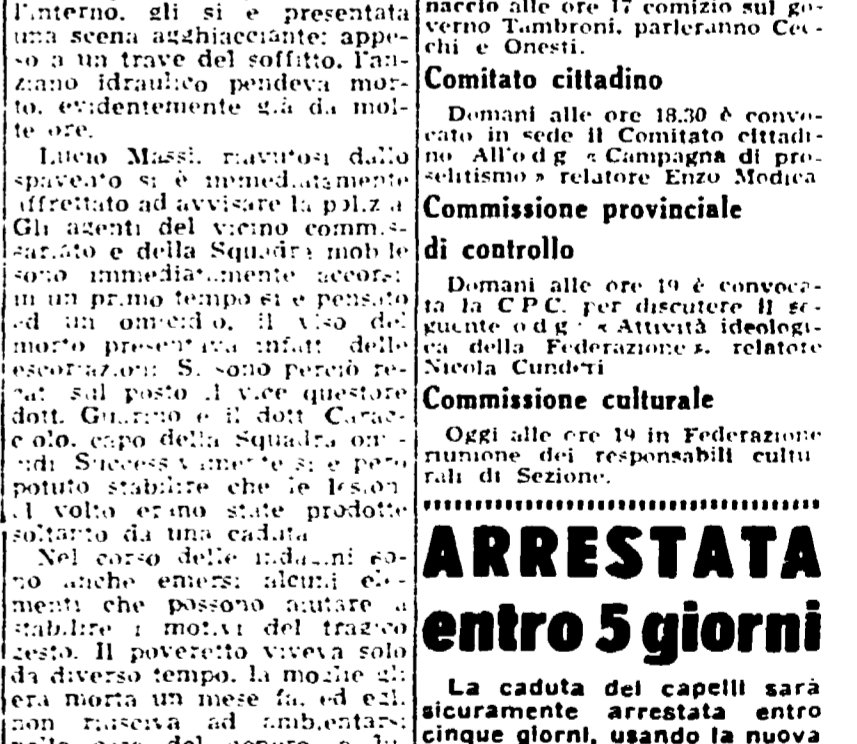 l'interno, gli si è presentata
una scena agghiacciante: appe-
so a un trave del soffitto, l'an-
ziano idraulico pendeva mor-
to, evidentemente già da mol-
te ore.
Lucio Massi, riavutosi dallo
spavento si è immediatamente
affrettato ad avvisare la polizia
Gli agenti del vicino commis-
sariato e della Squadra mobile
sono immediatamente accorsi:
in un primo tempo si è pensato
ad un omicidio, il viso del
morto presentava infatti delle
escoriazioni: Si sono perciò re-
cati sul posto il vice questore
dott. Guarino e il dott
colo, capo della Squadra omi-
cidi Successivamente si è però
potuto stabilire che le lesioni
al volto erano state prodotte
soltanto da una caduta
Nel corso delle indagini so-
no anche emersi alcuni ele-
menti che possono aiutare a
stabilire i motivi del tragico
gesto. Il poveretto viveva solo
da diverso tempo, la moglie gli
era morta un mese fa, ed egli,
non riusciva ad ambientarsi
nella casa del genero, a
naccio alle ore 17 comizio sul go-
verno Tambroni, parleranno Cec-
chi e Onesti.
Comitato cittadino
Domani alle ore 18.30 è convo-
cato in sede il Comitato cittadi-
no All'o d g « Campagna di pro-
selitismo » relatore Enzo Modica
Commissione provinciale
di controllo
Domani alle ore 19 è convoca-
ta la C P C. per discutere il se-
guente o d g · « Attività ideologi-
ca della Federazione », relatore
Nicola Cundari
Commissione culturale
Oggi alle ore 19 in Federazione
riunione dei responsabili cultu
rali di Sezione.
ARRESTATA
entro 5 giorni
La caduta dei capelli sarà
sicuramente arrestata entro
cinque giorni, usando la nuova